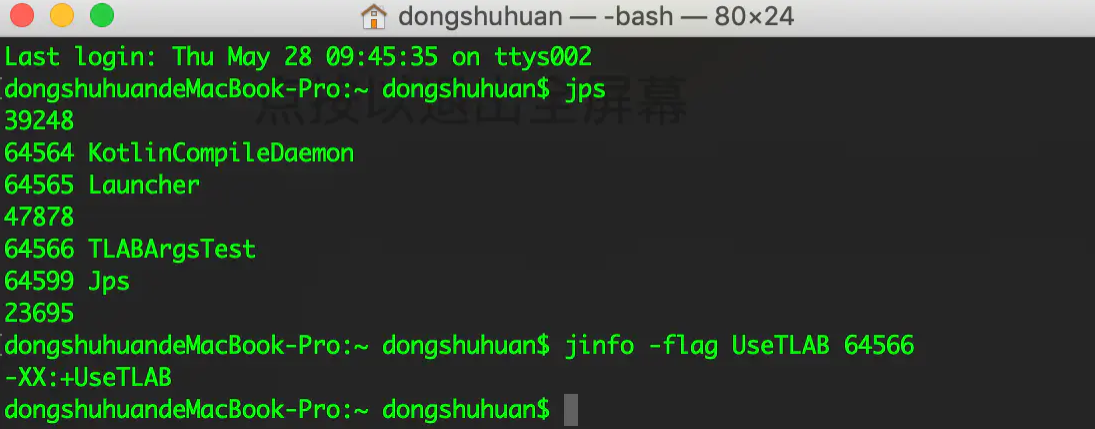 dongshuhuan — -bash — 80×24
Last login: Thu May 28 09:45:35 on ttys002
[dongshuhuandeMacBook-Pro:~ dongshuhuan$ jps
点按以退出全屏幕
39248
64564 KotlinCompileDaemon
64565 Launcher
47878
64566 TLABArgsTest
64599 Jps
23695
[dongshuhuandeMacBook-Pro:~ dongshuhuan$ jinfo -flag UseTLAB 64566
-XX:+UseTLAB
dongshuhuandeMacBook-Pro:~ dongshuhuan$